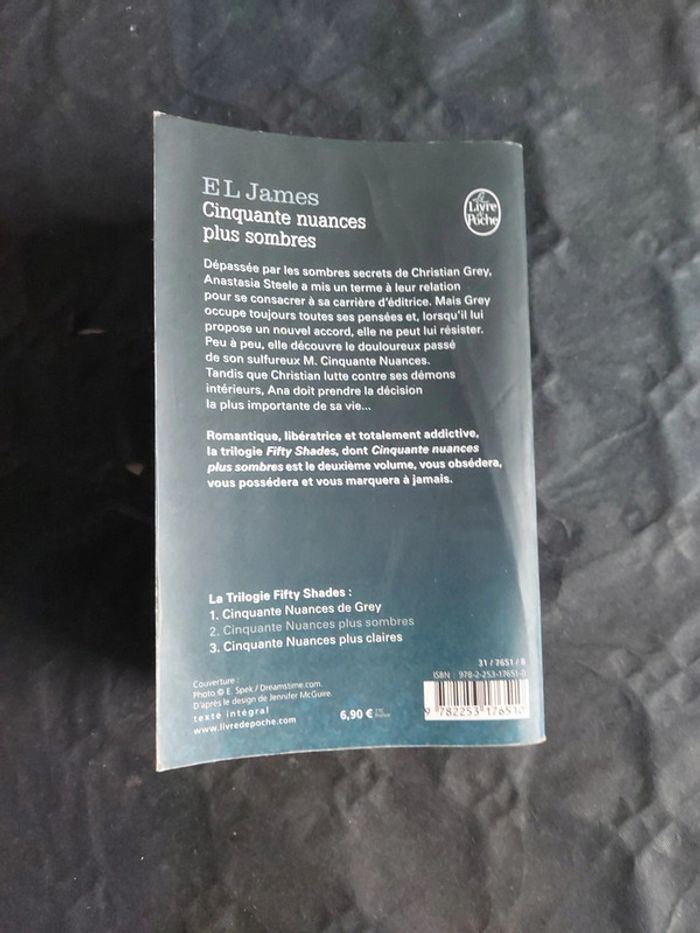 E L James
Cinquante nuances
plus sombres
Le
Livre
de
Poche
Dépassée par les sombres secrets de Christian Grey,
Anastasia Steele a mis un terme à leur relation
pour se consacrer à sa carrière d'éditrice. Mais Grey
occupe toujours toutes ses pensées et, lorsqu'il lui
propose un nouvel accord, elle ne peut lui résister.
Peu à peu, elle découvre le douloureux passé
de son sulfureux M. Cinquante Nuances.
Tandis que Christian lutte contre ses démons
intérieurs, Ana doit prendre la décision
la plus importante de sa vie...
Romantique, libératrice et totalement addictive,
la trilogie Fifty Shades, dont Cinquante nuances
plus sombres est le deuxième volume, vous obsédera,
vous possédera et vous marquera à jamais.
La Trilogie Fifty Shades :
1. Cinquante Nuances de Grey
2. Cinquante Nuances plus sombres
3. Cinquante Nuances plus claires
Couverture :
Photo © E. Spek / Dreamstime.com.
D'après le design de Jennifer McGuire.
texte intégral
www.livredepoche.com
6,90 € TTC France
31 / 7651 / 8
ISBN : 978-2-253-17651-0
9 782253 176510